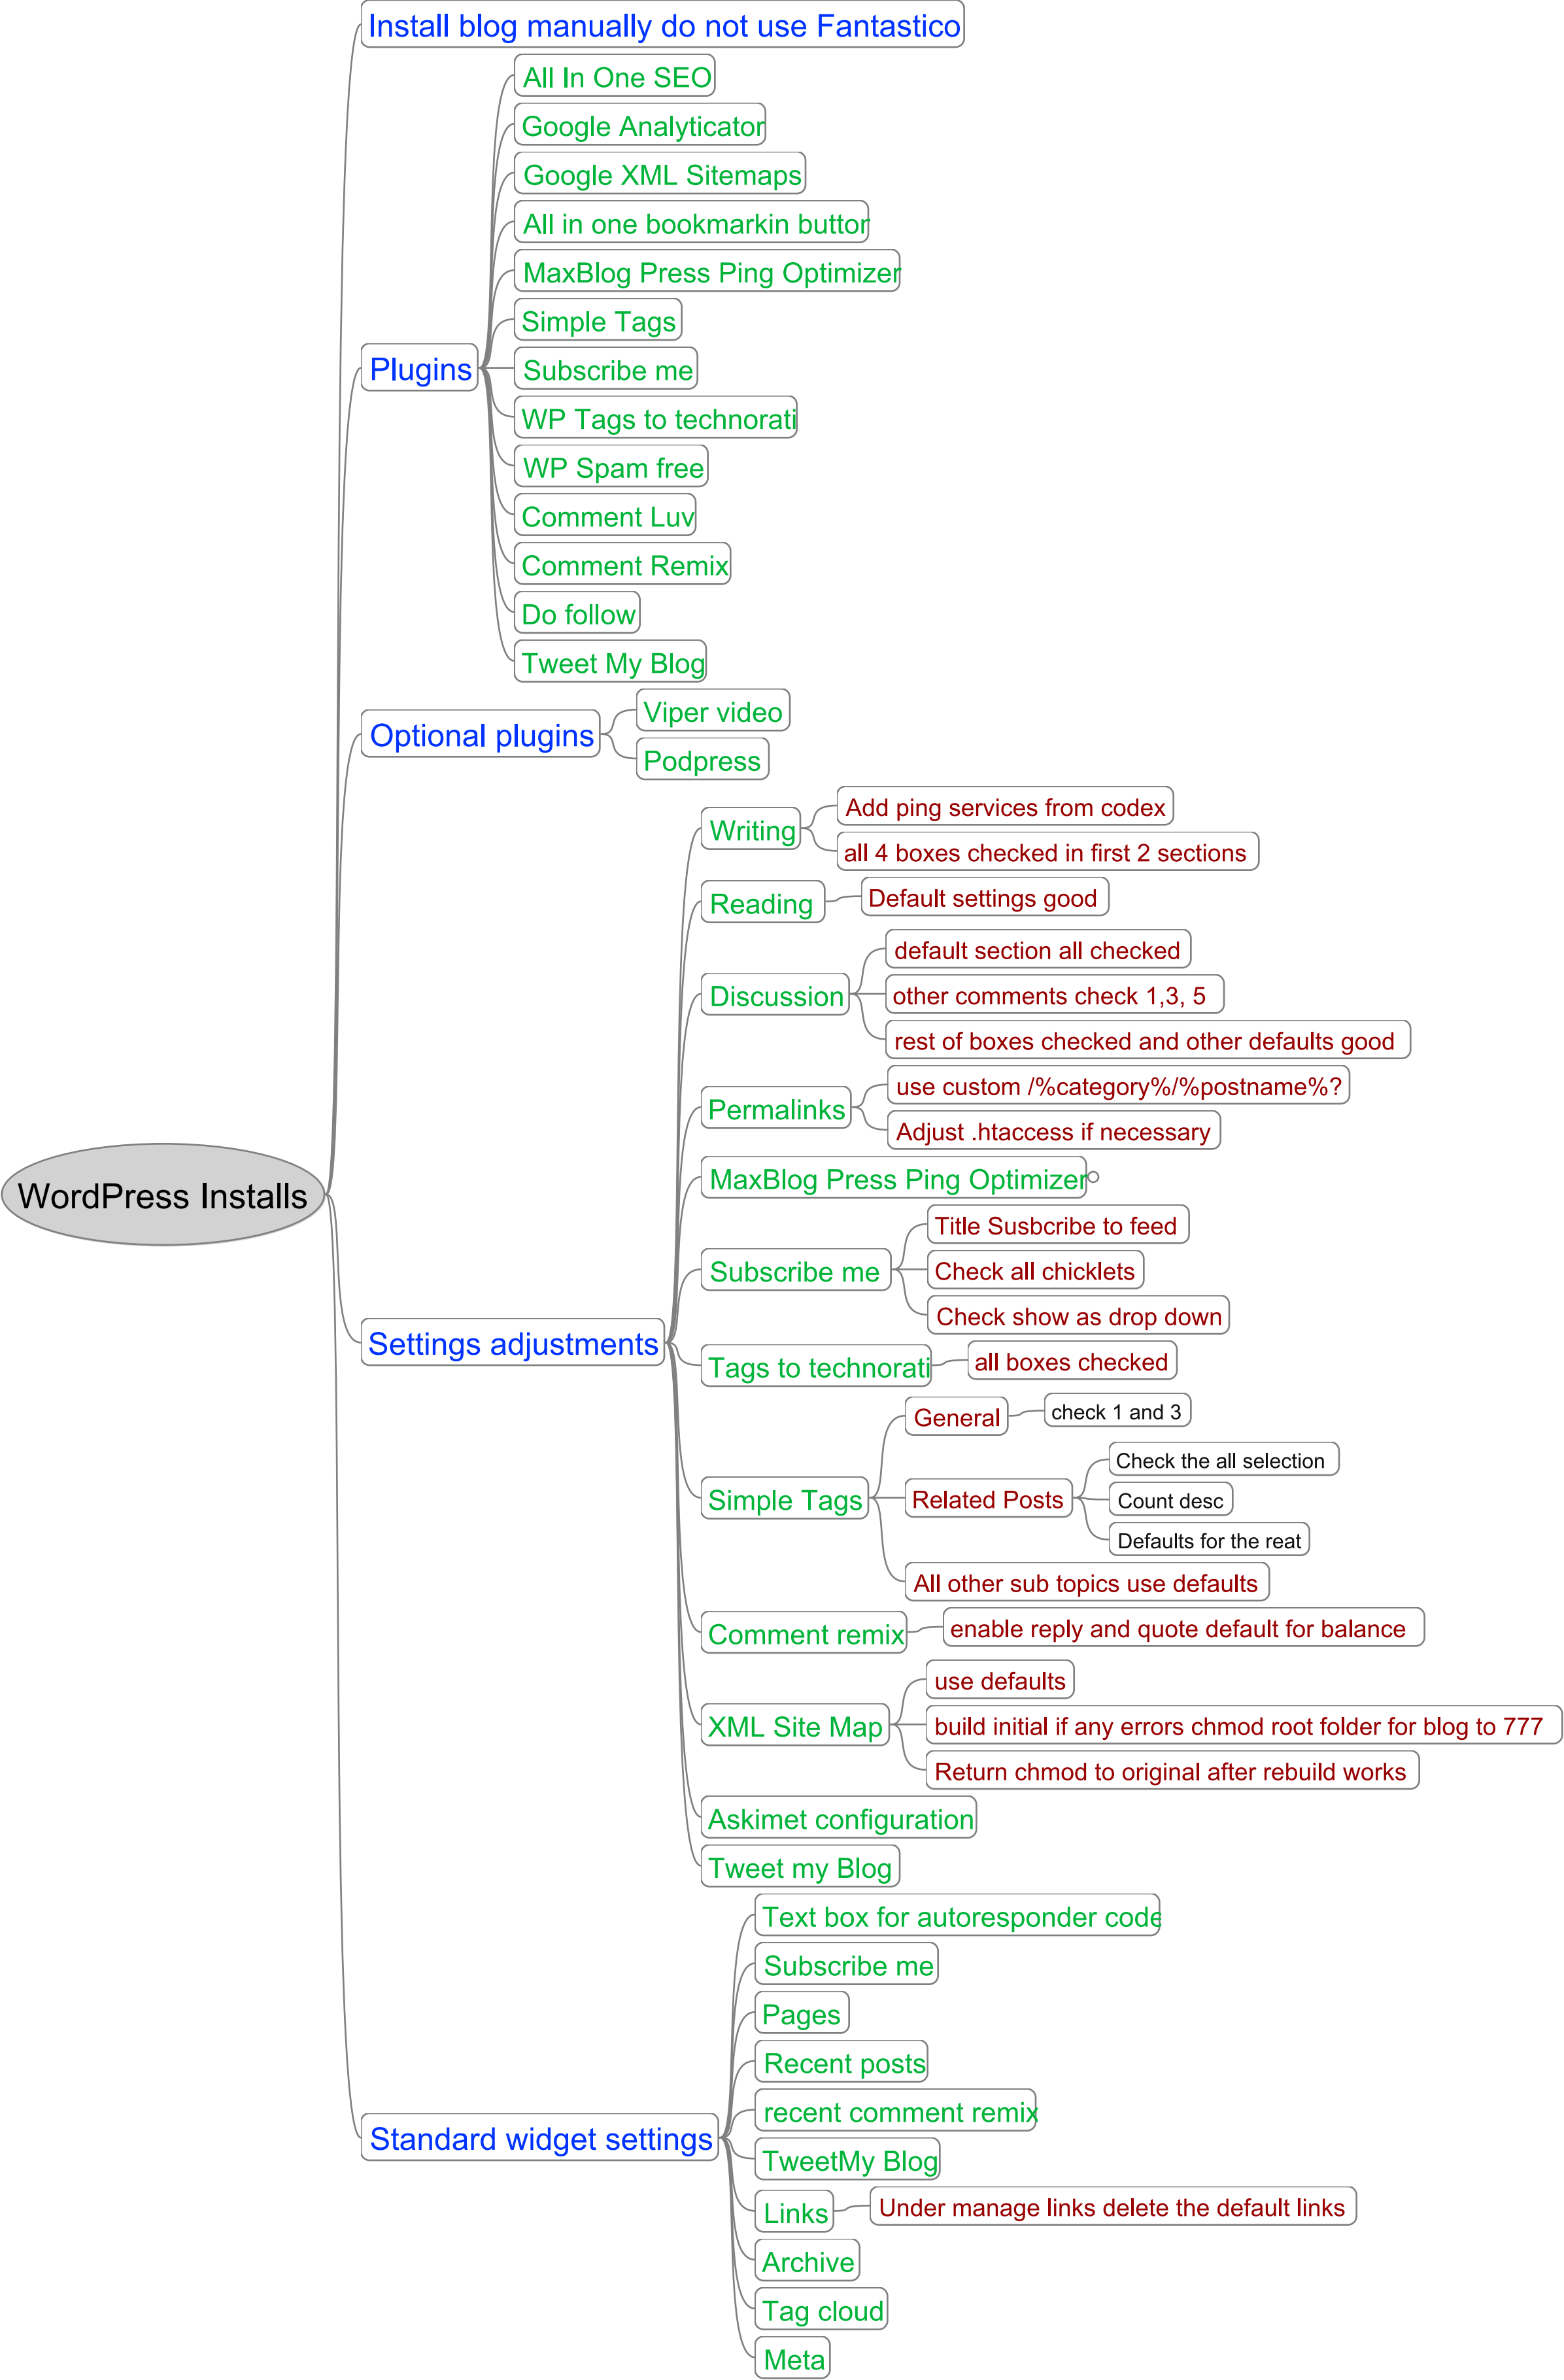 Install blog manually do not use Fantastico
All In One SEO
Google Analyticator
Google XML Sitemaps
All in one bookmarkin button
MaxBlog Press Ping Optimizer
Simple Tags
Plugins
Subscribe me
WP Tags to technorati
WP Spam free
Comment Luv
Comment Remix
Do follow
Tweet My Blog
Viper video
Optional plugins
Podpress
Add ping services from codex
Writing
all 4 boxes checked in first 2 sections
Reading
Default settings good
default section all checked
Discussion
other comments check 1,3, 5
rest of boxes checked and other defaults good
use custom /%category%/%postname%?
Permalinks
Adjust .htaccess if necessary
MaxBlog Press Ping Optimizer
WordPress Installs
Title Susbcribe to feed
Subscribe me
Check all chicklets
Check show as drop down
Settings adjustments
Tags to technorati
all boxes checked
General
check 1 and 3
Check the all selection
Simple Tags
Related Posts
Count desc
Defaults for the reat
All other sub topics use defaults
Comment remix
enable reply and quote default for balance
use defaults
XML Site Map
build initial if any errors chmod root folder for blog to 777
Return chmod to original after rebuild works
Askimet configuration
Tweet my Blog
Text box for autoresponder code
Subscribe me
Pages
Recent posts
recent comment remix
Standard widget settings
TweetMy Blog
Links
Under manage links delete the default links
Archive
Tag cloud
Meta